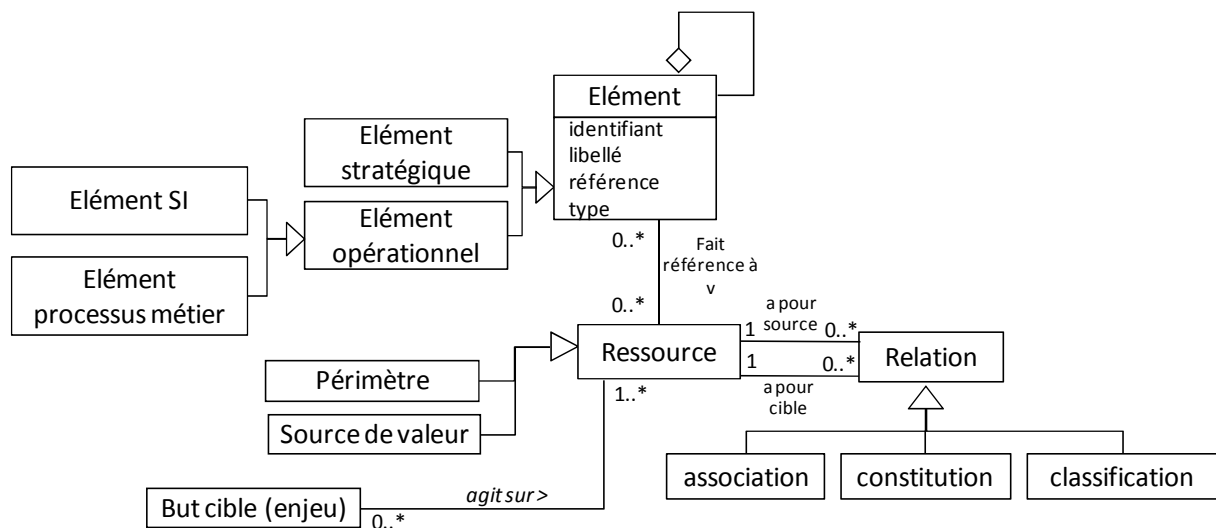 Elément
identifiant
libellé
référence
type
Elément
stratégique
Elément SI
Elément
opérationnel
Elément
processus métier
0..*
Fait
référence à
v
0..*
Ressource
1
a pour
source
0..*
1
0..*
a pour
cible
Relation
1..*
Périmètre
Source de valeur
association
constitution
classification
But cible (enjeu)
agit sur >
0..*